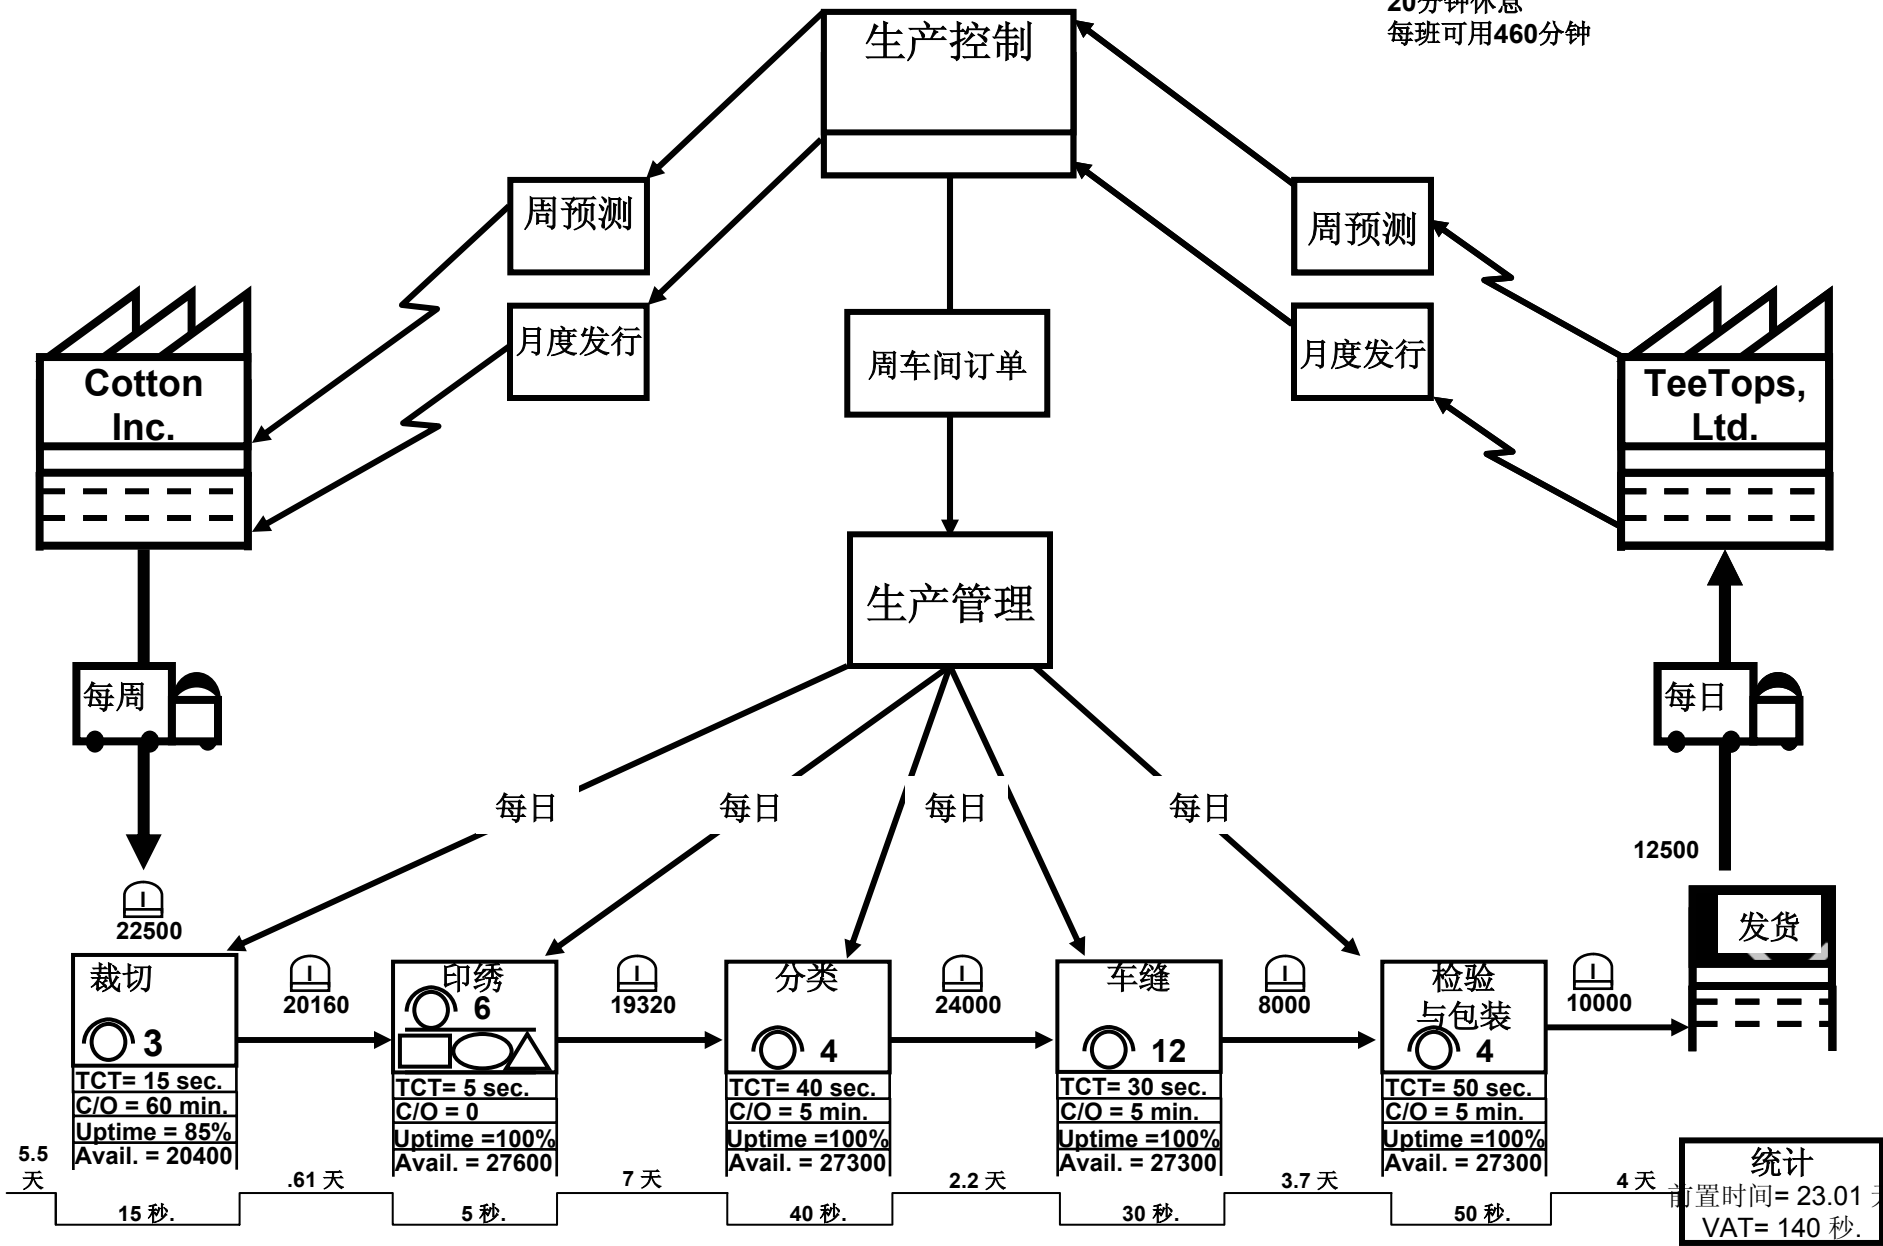 20分钟休息
每班可用460分钟
生产控制
周预测
周预测
月度发行
月度发行
周车间订单
Cotton
Inc.
TeeTops,
Ltd.
生产管理
每周
每日
每日
每日
每日
每日
12500
发货
I
22500
I
20160
I
19320
I
24000
I
8000
I
10000
裁切
3
TCT= 15 sec.
C/O = 60 min.
Uptime = 85%
Avail. = 20400
印绣
6
TCT= 5 sec.
C/O = 0
Uptime =100%
Avail. = 27600
分类
4
TCT= 40 sec.
C/O = 5 min.
Uptime =100%
Avail. = 27300
车缝
12
TCT= 30 sec.
C/O = 5 min.
Uptime =100%
Avail. = 27300
检验
与包装
4
TCT= 50 sec.
C/O = 5 min.
Uptime =100%
Avail. = 27300
5.5
天
.61 天
7 天
2.2 天
3.7 天
4 天
15 秒.
5 秒.
40 秒.
30 秒.
50 秒.
统计
前置时间= 23.01 天
VAT= 140 秒.